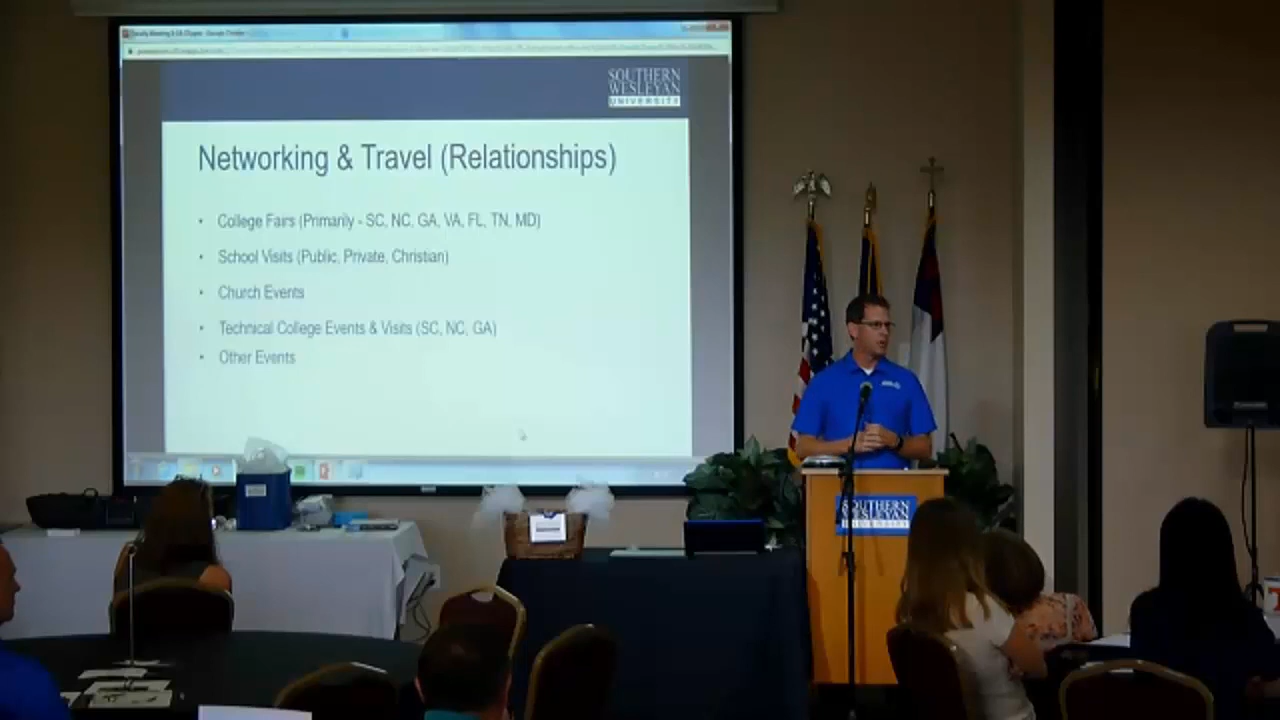 SOUTHERN
WESLEYAN
UNIVERSITY
Networking & Travel (Relationships)
• College Fairs (Primarily - SC, NC, GA, VA, FL, TN, MD)
• School Visits (Public, Private, Christian)
• Church Events
• Technical College Events & Visits (SC, NC, GA)
• Other Events
SOUTHERN
WESLEYAN
UNIVERSITY